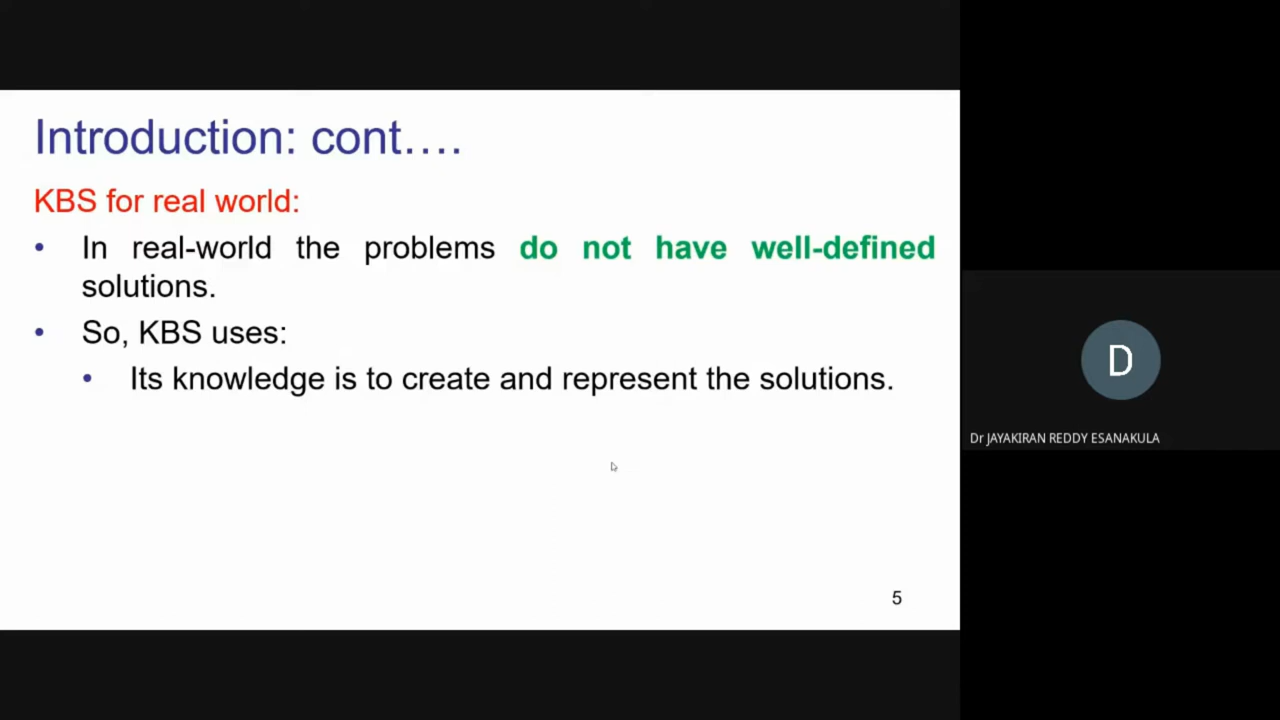 Introduction: cont….
KBS for real world:
• In real-world the problems do not have well-defined
solutions.
• So, KBS uses:
• Its knowledge is to create and represent the solutions.
5
D
Dr JAYAKIRAN REDDY ESANAKULA